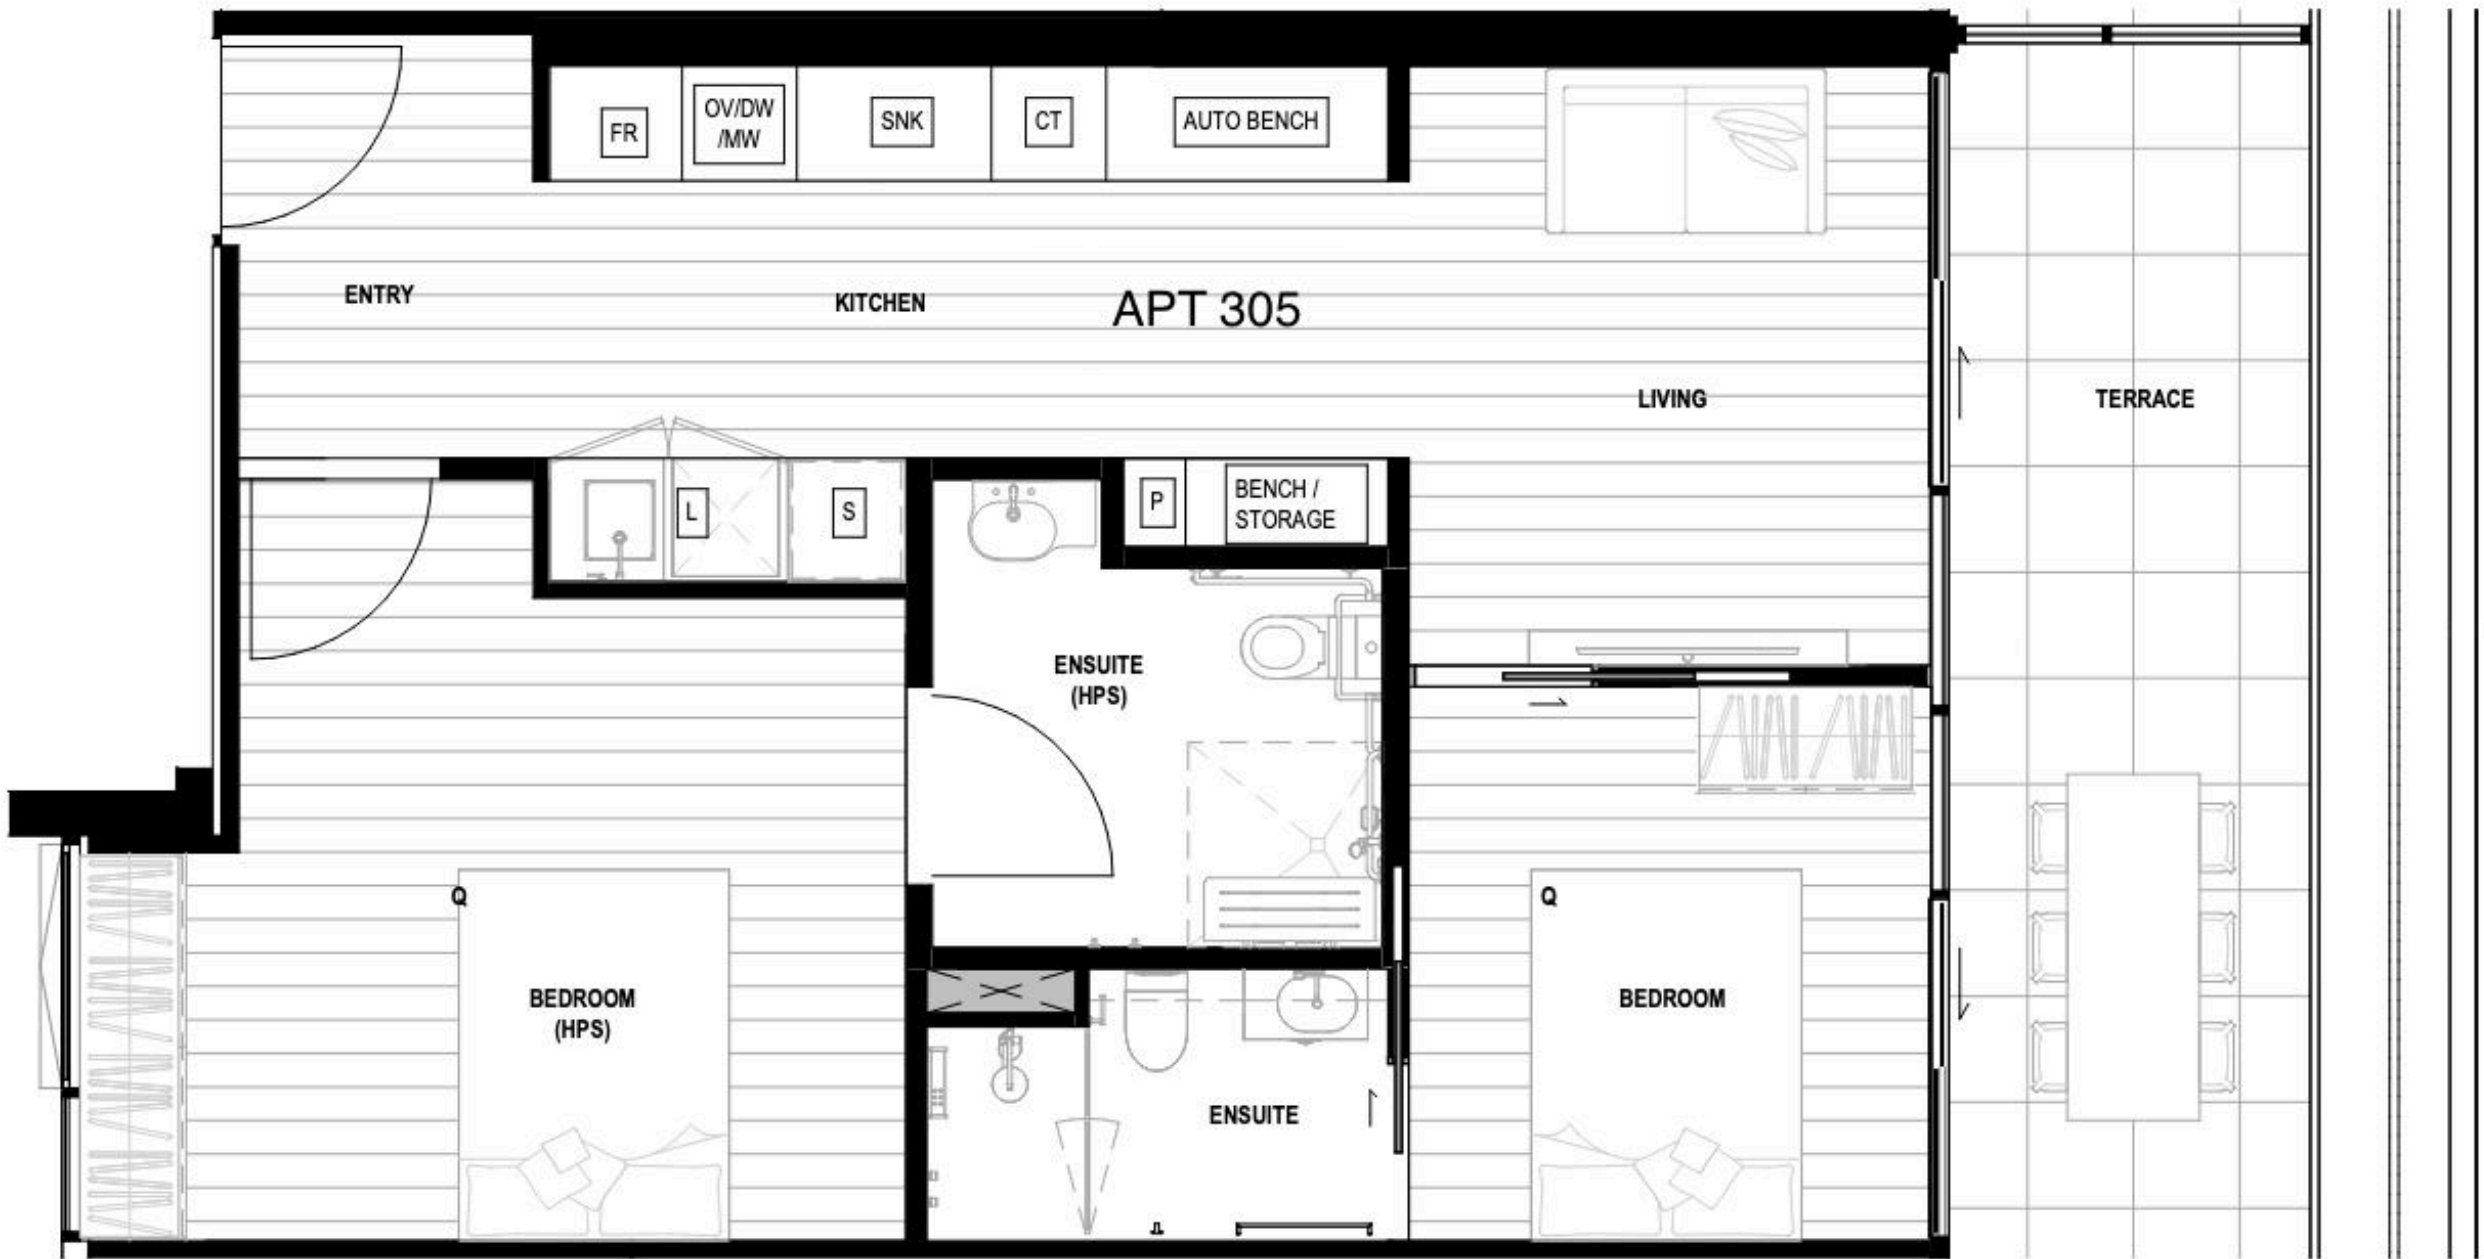 FR
OV/DW
/MW
SNK
CT
AUTO BENCH
ENTRY
KITCHEN
APT 305
LIVING
TERRACE
L
S
P
BENCH /
STORAGE
ENSUITE
(HPS)
Q
Q
BEDROOM
(HPS)
BEDROOM
ENSUITE